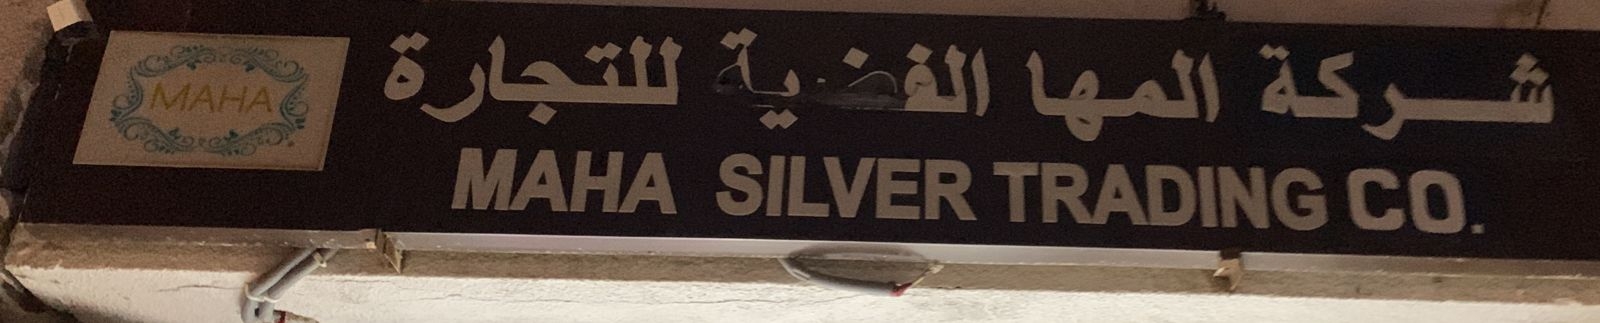 شركة المها الفضية للتجارة
MAHA
MAHA SILVER TRADING CO.